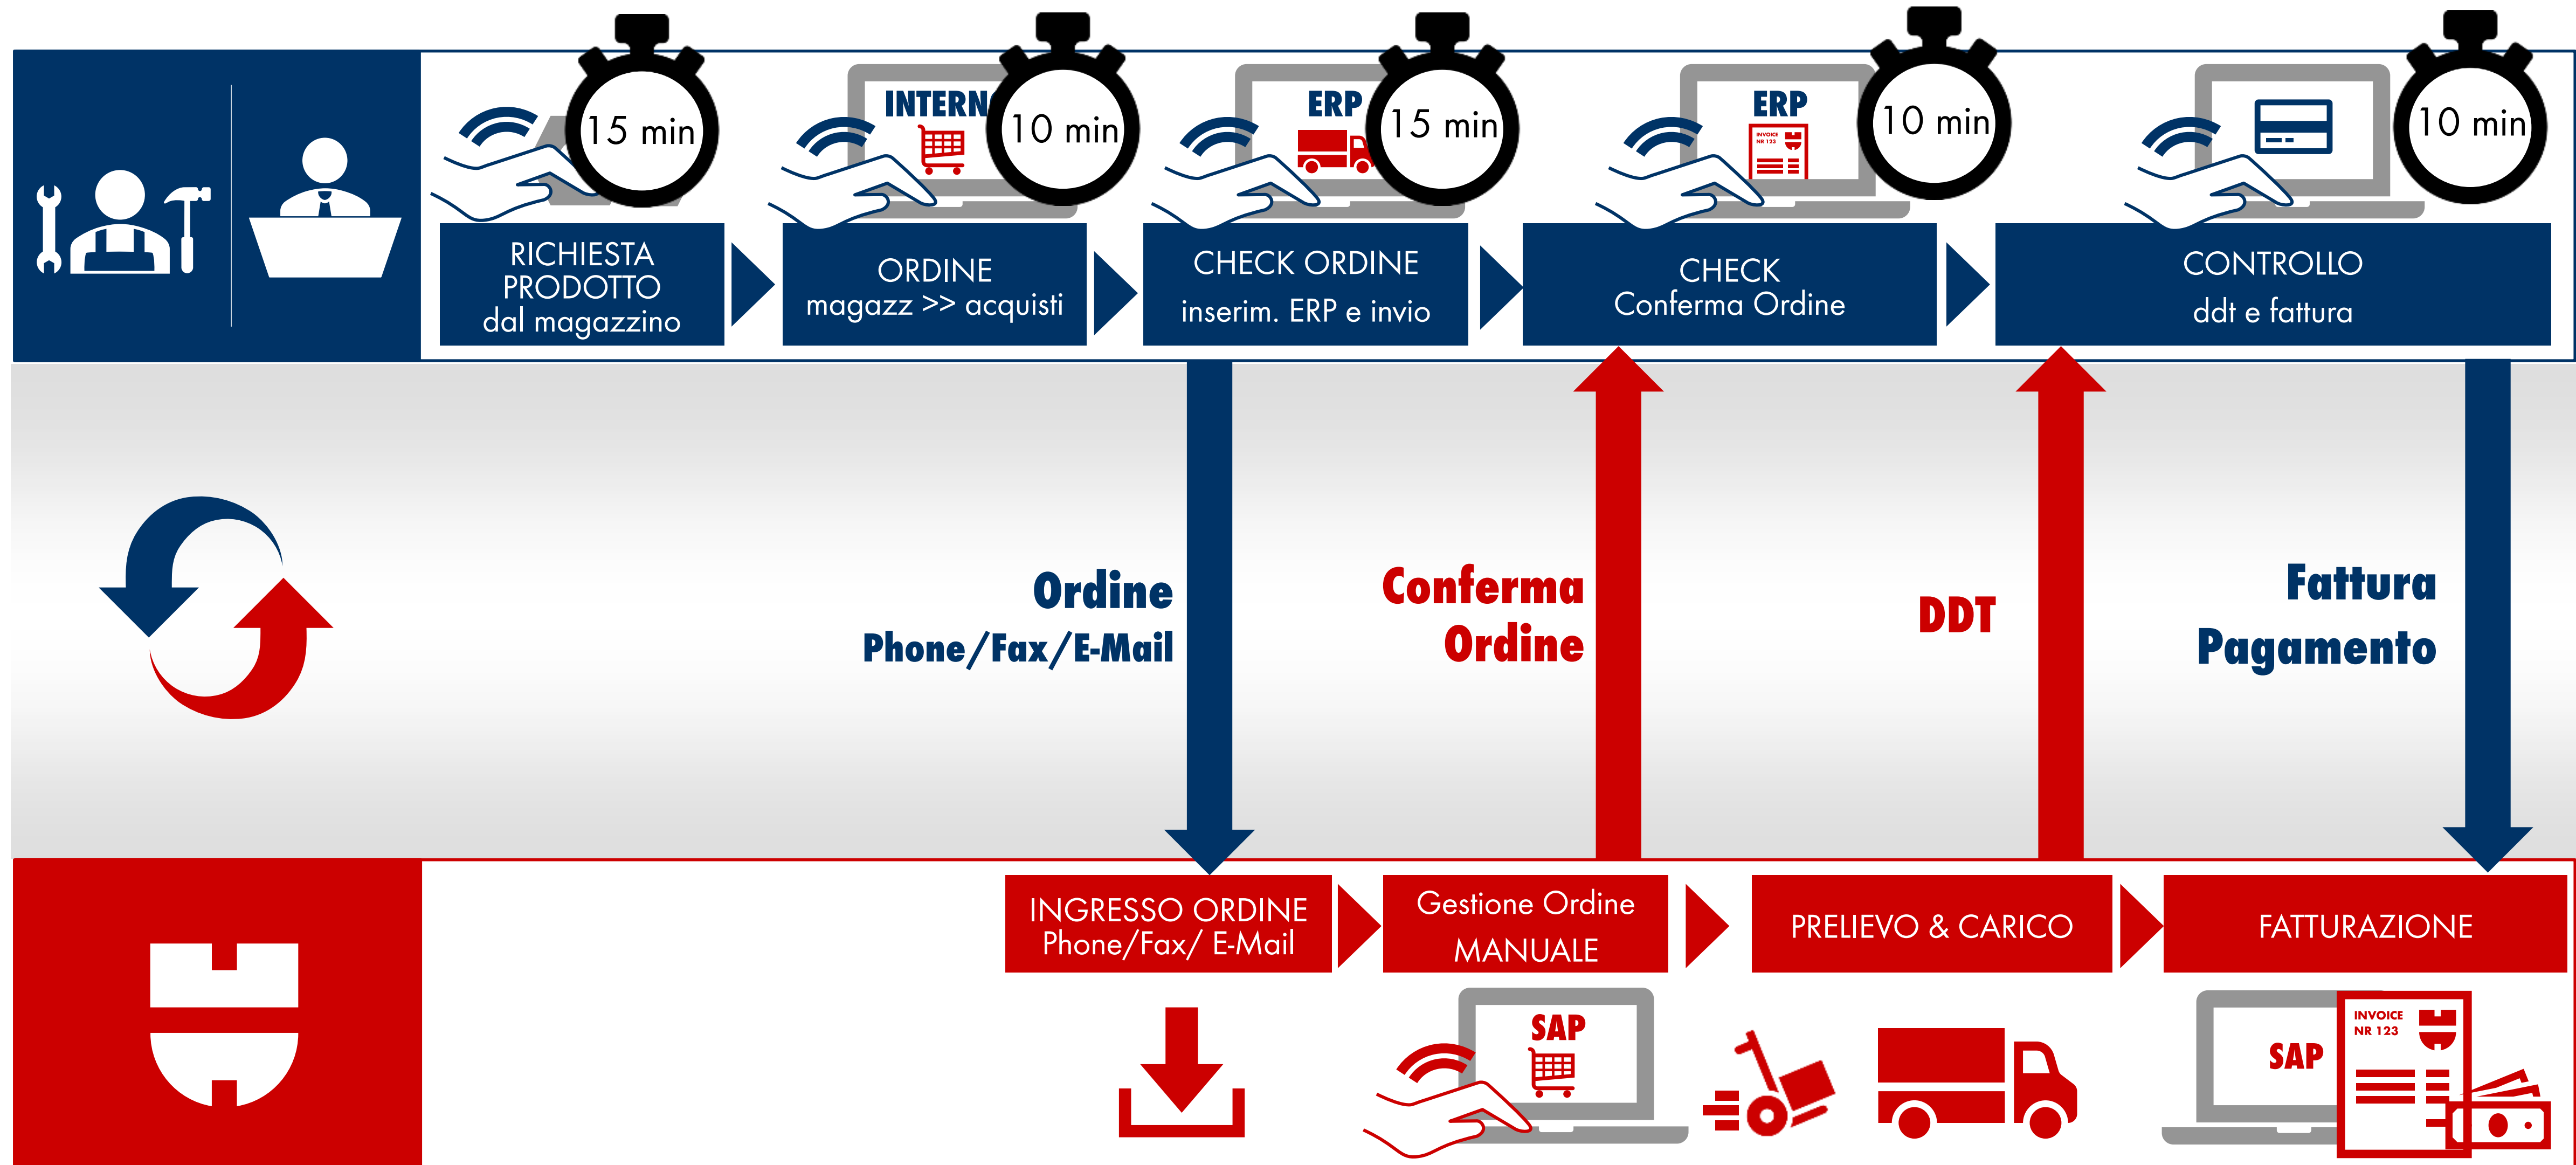 15 min
INTERN
10 min
ERP
15 min
ERP
INVOICE
NR 123
10 min
10 min
RICHIESTA
PRODOTTO
dal magazzino
ORDINE
magazz >> acquisti
CHECK ORDINE
inserim. ERP e invio
CHECK
Conferma Ordine
CONTROLLO
ddt e fattura
Ordine
Phone/Fax/E-Mail
Conferma
Ordine
DDT
Fattura
Pagamento
INGRESSO ORDINE
Phone/Fax/ E-Mail
Gestione Ordine
MANUALE
PRELIEVO & CARICO
FATTURAZIONE
SAP
SAP
INVOICE
NR 123